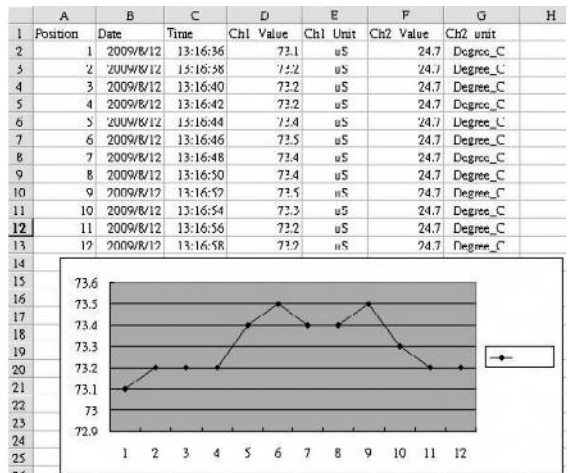 A B C D E F G H
1 Position Date Time Ch1 Value Ch1 Unit Ch2 Value Ch2 unit
2 1 2009/8/12 13:16:36 73.1 uS 24.7 Degree_C
3 2 2009/8/12 13:16:38 73.2 uS 24.7 Degree_C
4 3 2009/8/12 13:16:40 73.2 uS 24.7 Degree_C
5 4 2009/8/12 13:16:42 73.2 uS 24.7 Degree_C
6 5 2009/8/12 13:16:44 73.4 uS 24.7 Degree_C
7 6 2009/8/12 13:16:46 73.5 uS 24.7 Degree_C
8 7 2009/8/12 13:16:48 73.4 uS 24.7 Degree_C
9 8 2009/8/12 13:16:50 73.4 uS 24.7 Degree_C
10 9 2009/8/12 13:16:52 73.5 uS 24.7 Degree_C
11 10 2009/8/12 13:16:54 73.3 uS 24.7 Degree_C
12 11 2009/8/12 13:16:56 73.2 uS 24.7 Degree_C
13 12 2009/8/12 13:16:58 73.2 uS 24.7 Degree_C
14
15 73.6
16 73.5
17
18 73.4
19 73.3
20 73.2
21 73.1
22
23 73
24 72.9
25 1 2 3 4 5 6 7 8 9 10 11 12